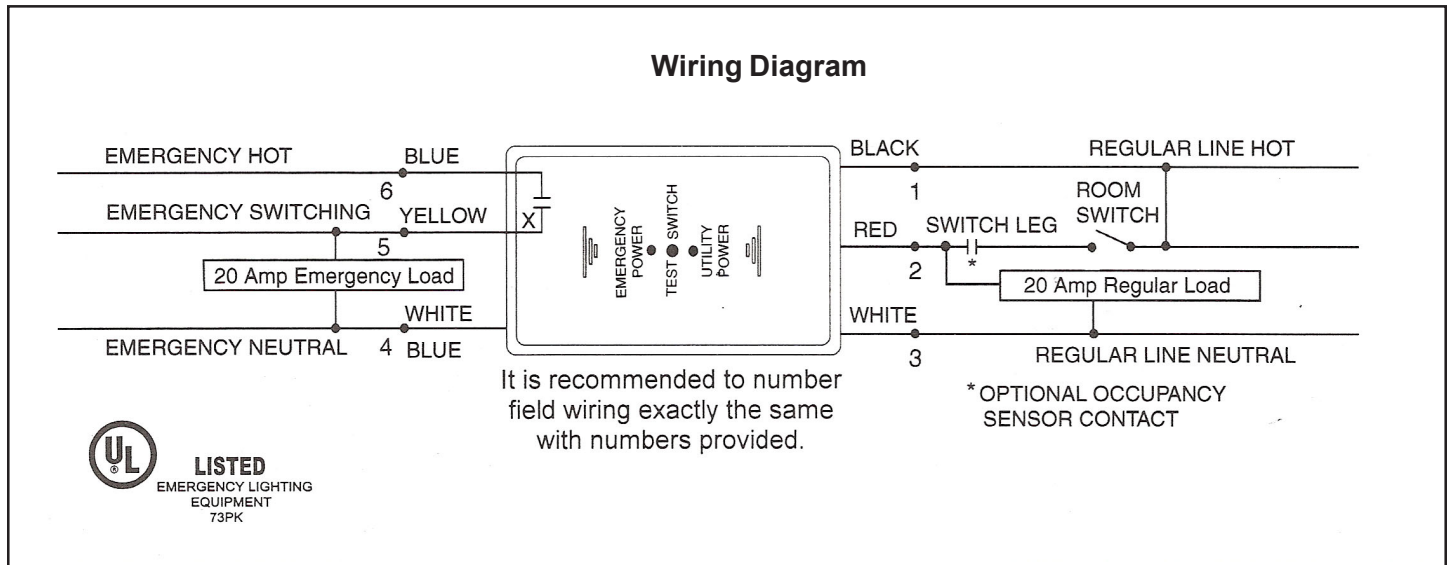 Wiring Diagram
EMERGENCY HOT
BLUE
6
EMERGENCY SWITCHING
YELLOW
5
20 Amp Emergency Load
WHITE
EMERGENCY NEUTRAL
4
BLUE
X
EMERGENCY
POWER
TEST SWITCH
UTILITY
POWER
BLACK
REGULAR LINE HOT
1
ROOM
SWITCH
RED
SWITCH LEG
*
2
20 Amp Regular Load
WHITE
3
REGULAR LINE NEUTRAL
It is recommended to number
field wiring exactly the same
with numbers provided.
*OPTIONAL OCCUPANCY
SENSOR CONTACT
UL
®
LISTED
EMERGENCY LIGHTING
EQUIPMENT
73PK